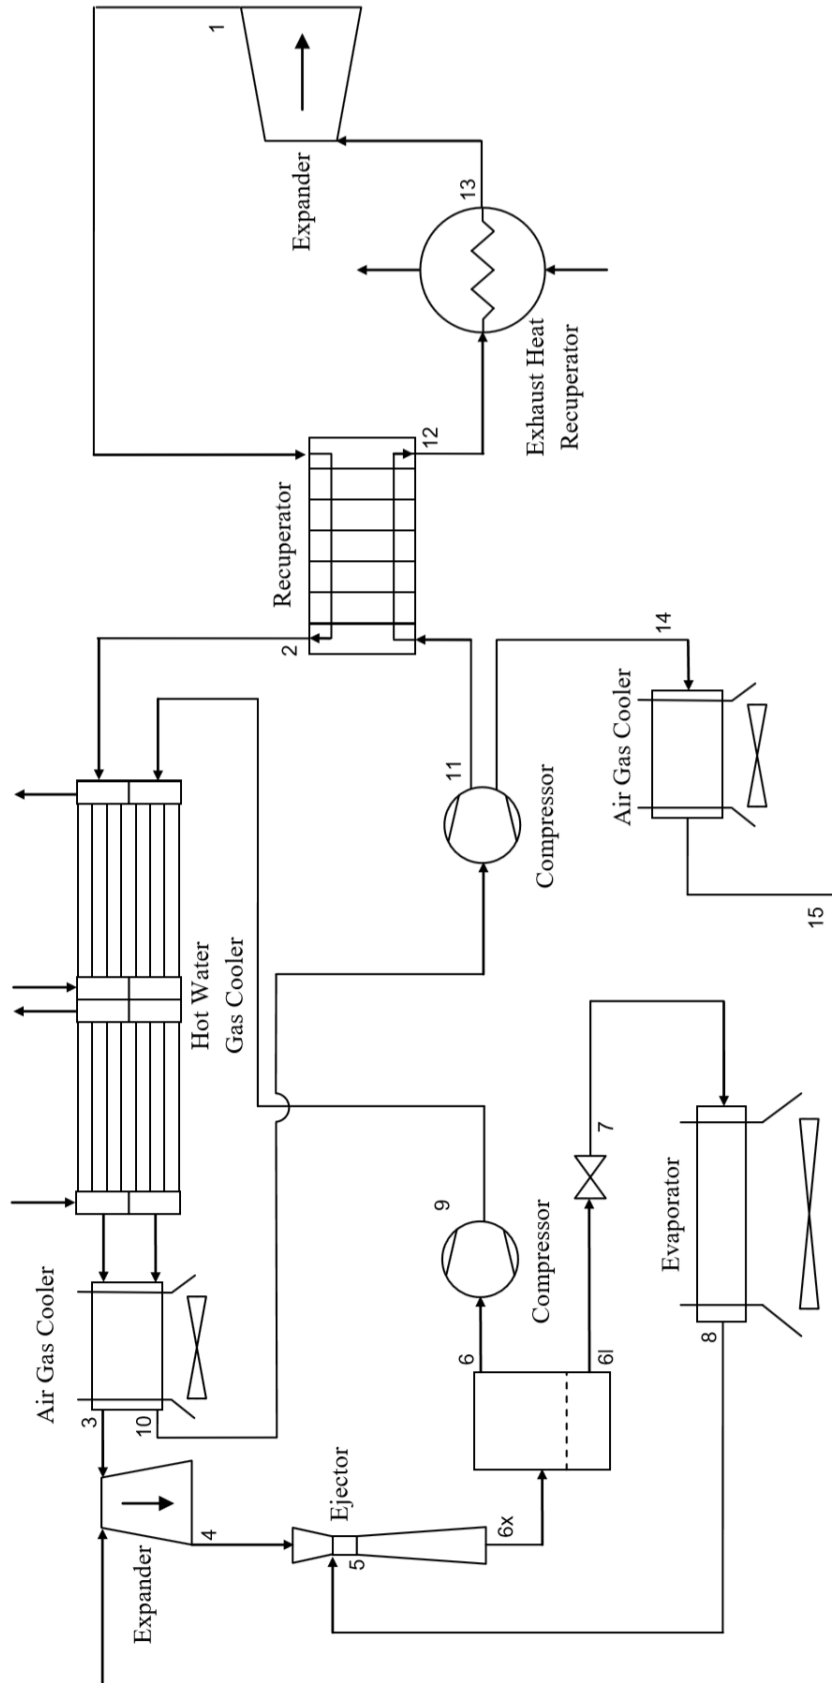 1
Expander
13
Exhaust Heat
Recuperator
12
Recuperator
2
14
Air Gas Cooler
15
11
Compressor
Hot Water
Gas Cooler
7
Evaporator
8
9
Compressor
6
6l
Air Gas Cooler
3
10
Ejector
5
6x
4
Expander